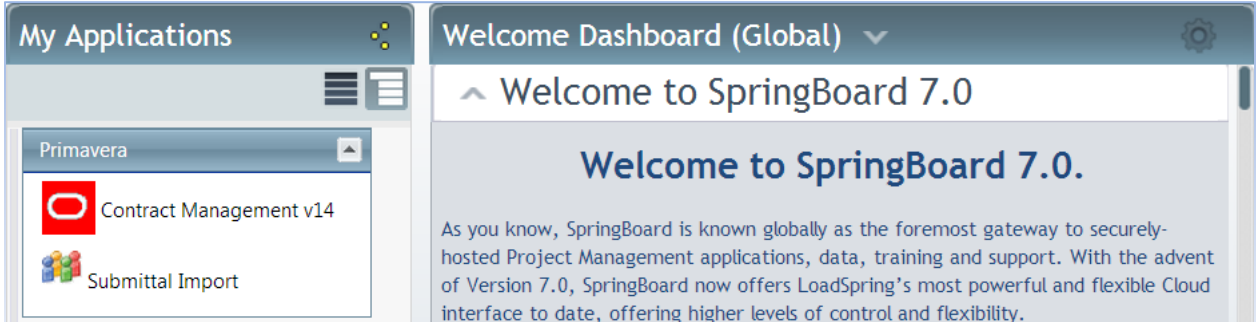 My Applications
Primavera
Contract Management v14
Submittal Import
Welcome Dashboard (Global)
Welcome to SpringBoard 7.0
Welcome to SpringBoard 7.0.
As you know, SpringBoard is known globally as the foremost gateway to securely-
hosted Project Management applications, data, training and support. With the advent
of Version 7.0, SpringBoard now offers LoadSpring's most powerful and flexible Cloud
interface to date, offering higher levels of control and flexibility.